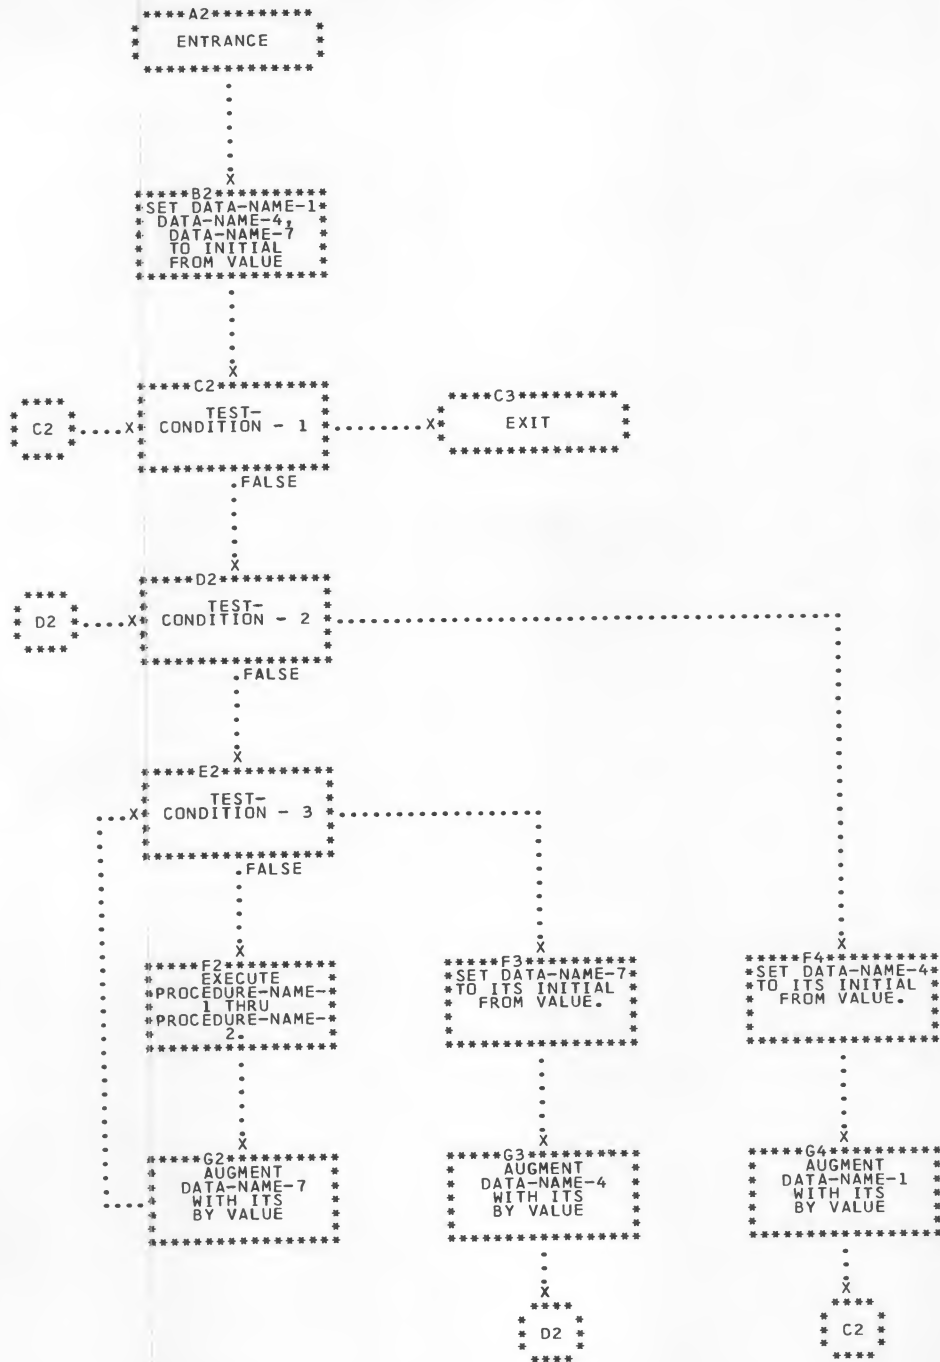 A2
ENTRANCE
B2
SET DATA-NAME-1
DATA-NAME-4,
DATA-NAME-7
TO INITIAL
FROM VALUE
C2
C2
TEST-
CONDITION - 1
C3
EXIT
FALSE
D2
D2
TEST-
CONDITION - 2
FALSE
E2
TEST-
CONDITION - 3
FALSE
F2
EXECUTE
PROCEDURE-NAME-
1 THRU
PROCEDURE-NAME-
2.
F3
SET DATA-NAME-7
TO ITS INITIAL
FROM VALUE.
F4
SET DATA-NAME-4
TO ITS INITIAL
FROM VALUE.
G2
AUGMENT
DATA-NAME-7
WITH ITS
BY VALUE
G3
AUGMENT
DATA-NAME-4
WITH ITS
BY VALUE
G4
AUGMENT
DATA-NAME-1
WITH ITS
BY VALUE
D2
C2